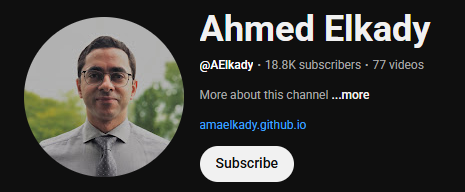 Ahmed Elkady
@AElkady • 18.8K subscribers • 77 videos
More about this channel ...more
amaelkady.github.io
Subscribe